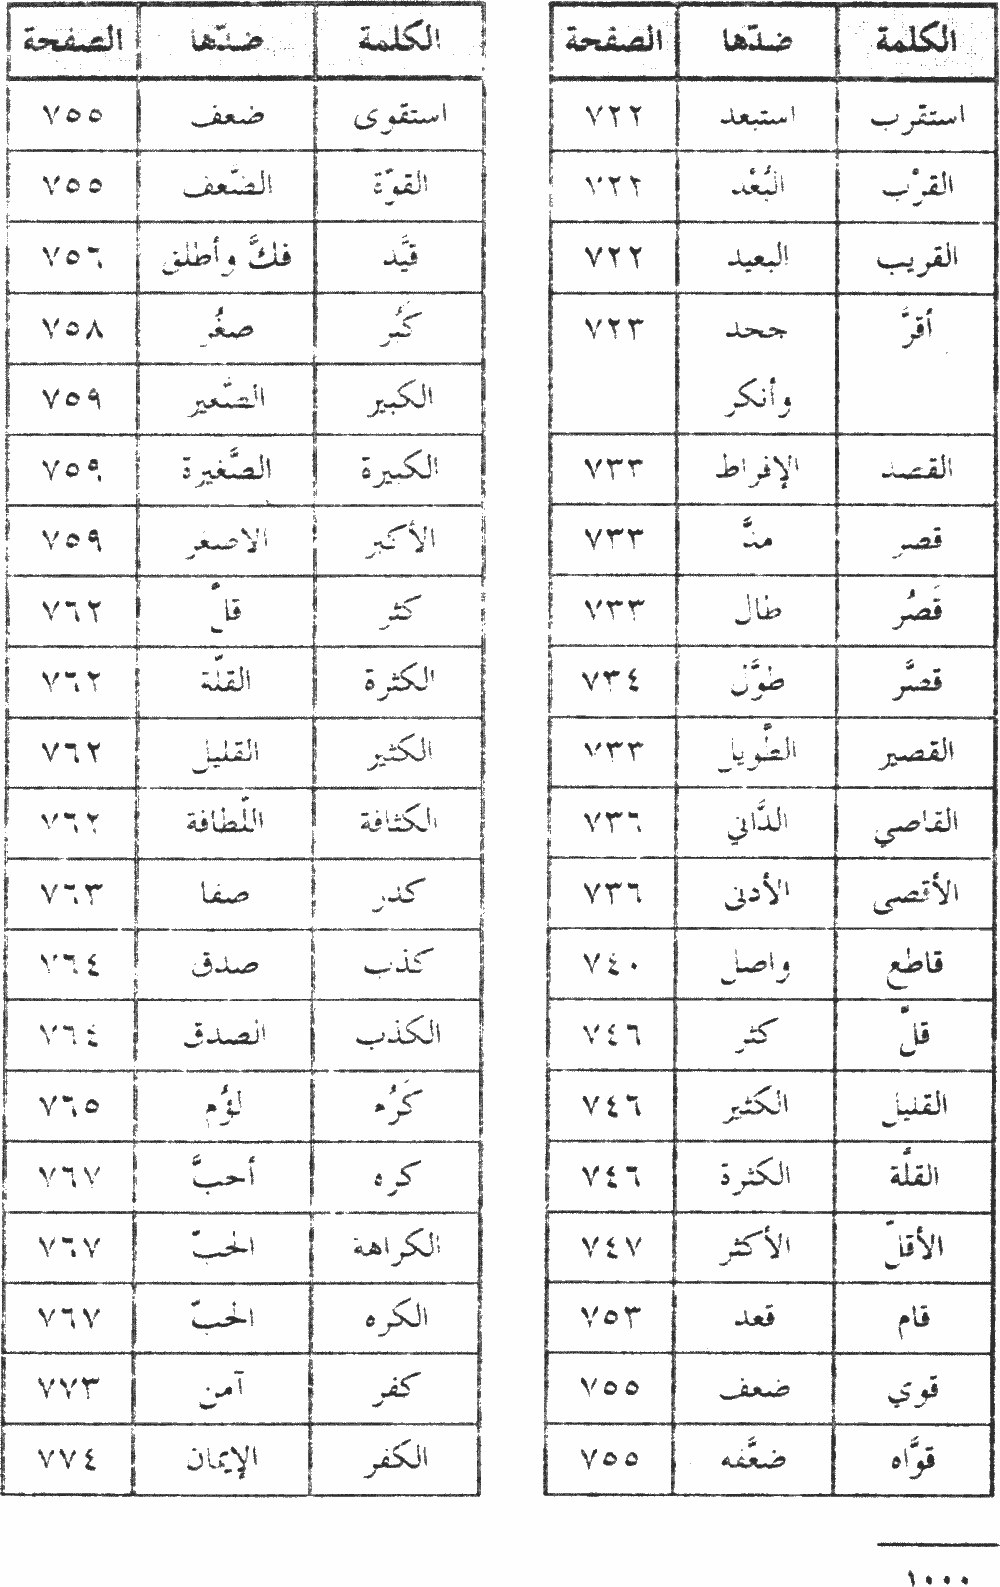 الكلمة ضدّها الصفحة
استقرب استبعد ٧٢٢
القرْب البُعْد ٧٢٢
القريب البعيد ٧٢٢
أقرَّ جحد ٧٢٣
وأنكر
القصد الإفراط ٧٣٣
قصر مدَّ ٧٣٣
قَصُر طال ٧٣٣
قصَّر طوَّل ٧٣٤
القصير الطَّويل ٧٣٣
القاصي الدَّاني ٧٣٦
الأقصى الأدنى ٧٣٦
قاطع واصل ٧٤٠
قلَّ كثر ٧٤٦
القليل الكثير ٧٤٦
القلَّة الكثرة ٧٤٦
الأقلّ الأكثر ٧٤٧
قام قعد ٧٥٣
قوي ضعف ٧٥٥
قوَّاه ضعَّفه ٧٥٥
الكلمة ضدّها الصفحة
استقوى ضعف ٧٥٥
القوّة الضَّعف ٧٥٥
قيَّد فكَّ وأطلق ٧٥٦
كَبُر صغُر ٧٥٨
الكبير الصَّغير ٧٥٩
الكبيرة الصَّغيرة ٧٥٩
الأكبر الاصغر ٧٥٩
كثر قلّ ٧٦٢
الكثرة القلّة ٧٦٢
الكثير القليل ٧٦٢
الكثافة اللّطافة ٧٦٢
كدر صفا ٧٦٣
كذب صدق ٧٦٤
الكذب الصدق ٧٦٤
كَرُم لؤُم ٧٦٥
كره أحبَّ ٧٦٧
الكراهة الحبّ ٧٦٧
الكره الحبّ ٧٦٧
كفر آمن ٧٧٣
الكفر الإيمان ٧٧٤
١٠٠٠